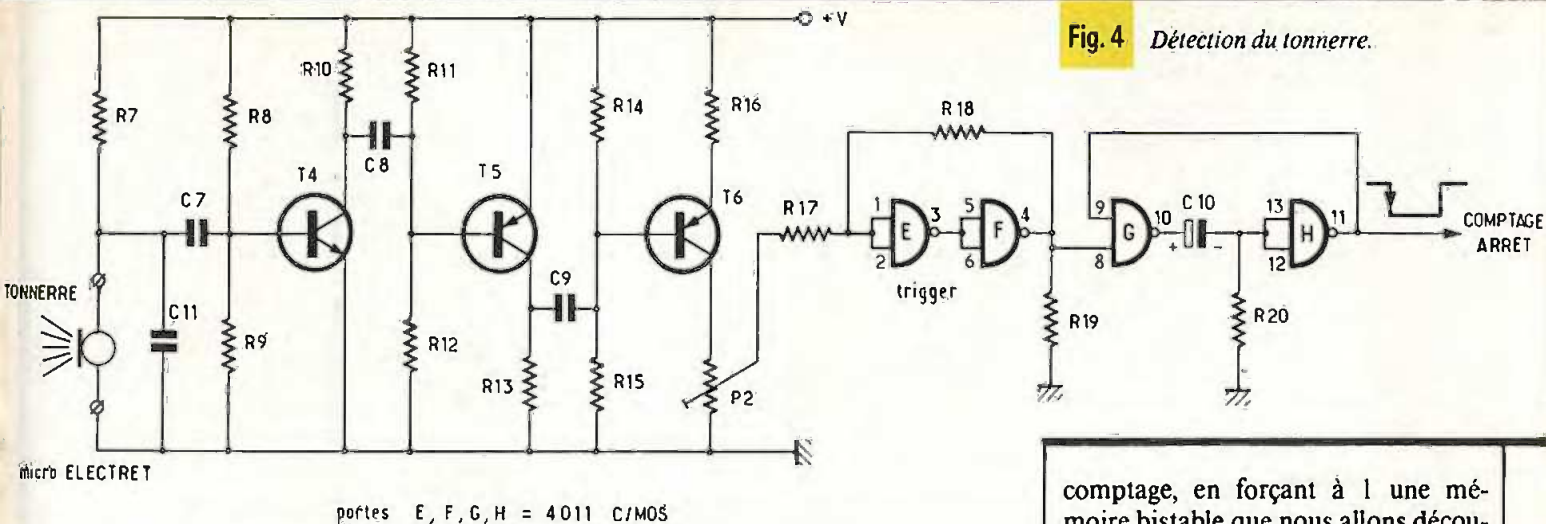 Fig. 4 Détection du tonnerre.
+V
R7
R8
R10
R11
R14
R16
R18
C8
C7
T4
T5
T6
R17
1
2
E
3
5
6
F
4
9
8
G
10
C10
+
-
13
12
H
11
COMPTAGE
ARRET
trigger
TONNERRE
C11
R9
R12
C9
R13
R15
P2
R19
R20
micro ELECTRET
portes E, F, G, H = 4011 C/MOS
comptage, en forçant à 1 une mé-
moire bistable que nous allons décou-